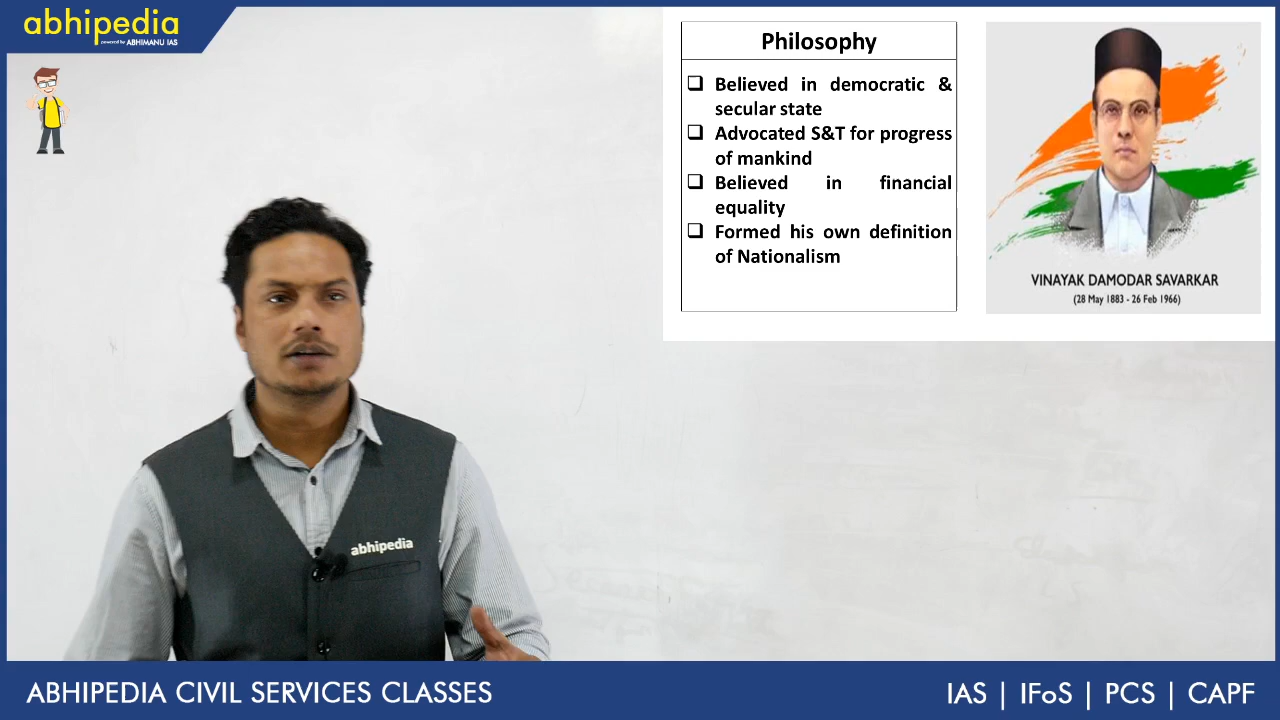 abhipedia
powered by ABHIMANU IAS
Philosophy
❑ Believed in democratic &
secular state
❑ Advocated S&T for progress
of mankind
❑ Believed in financial
equality
❑ Formed his own definition
of Nationalism
VINAYAK DAMODAR SAVARKAR
(28 May 1883 - 26 Feb 1966)
abhipedia
ABHIPEDIA CIVIL SERVICES CLASSES
IAS | IFoS | PCS | CAPF